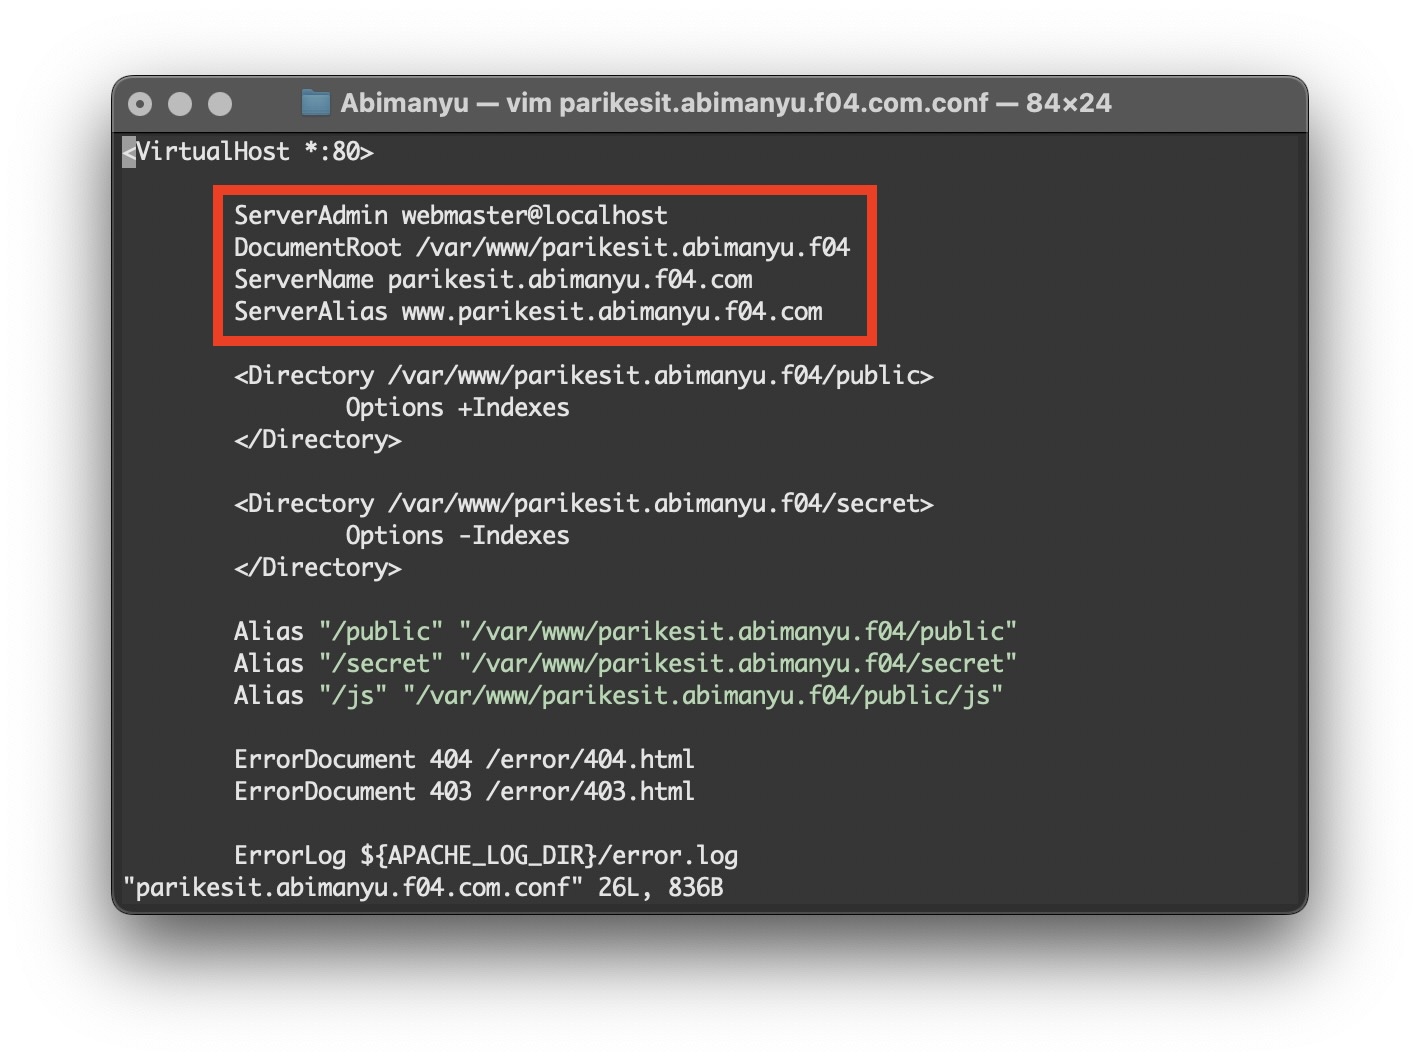 Abimanyu — vim parikesit.abimanyu.f04.com.conf — 84×24
<VirtualHost *:80>
ServerAdmin webmaster@localhost
DocumentRoot /var/www/parikesit.abimanyu.f04
ServerName parikesit.abimanyu.f04.com
ServerAlias www.parikesit.abimanyu.f04.com
<Directory /var/www/parikesit.abimanyu.f04/public>
Options +Indexes
</Directory>
<Directory /var/www/parikesit.abimanyu.f04/secret>
Options -Indexes
</Directory>
Alias "/public" "/var/www/parikesit.abimanyu.f04/public"
Alias "/secret" "/var/www/parikesit.abimanyu.f04/secret"
Alias "/js" "/var/www/parikesit.abimanyu.f04/public/js"
ErrorDocument 404 /error/404.html
ErrorDocument 403 /error/403.html
ErrorLog ${APACHE_LOG_DIR}/error.log
"parikesit.abimanyu.f04.com.conf" 26L, 836B